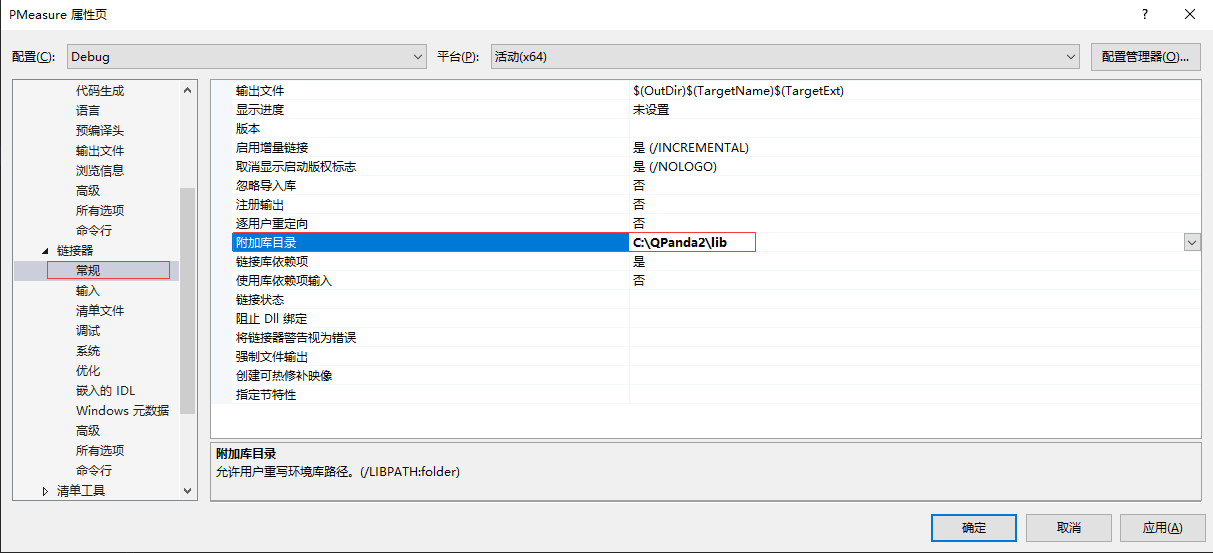 PMeasure 属性页
配置(C): Debug 平台(P): 活动(x64) 配置管理器(O)...
代码生成
语言
预编译头
输出文件
浏览信息
高级
所有选项
命令行
链接器
常规
输入
清单文件
调试
系统
优化
嵌入的 IDL
Windows 元数据
高级
所有选项
命令行
清单工具
输出文件 $(OutDir)$(TargetName)$(TargetExt)
显示进度 未设置
版本
启用增量链接 是 (/INCREMENTAL)
取消显示启动版权标志 是 (/NOLOGO)
忽略导入库 否
注册输出 否
逐用户重定向 否
附加库目录 C:\QPanda2\lib
链接库依赖项 是
使用库依赖项输入 否
链接状态
阻止 Dll 绑定
将链接器警告视为错误
强制文件输出
创建可热修补映像
指定节特性
附加库目录
允许用户重写环境库路径。(/LIBPATH:folder)
确定 取消 应用(A)